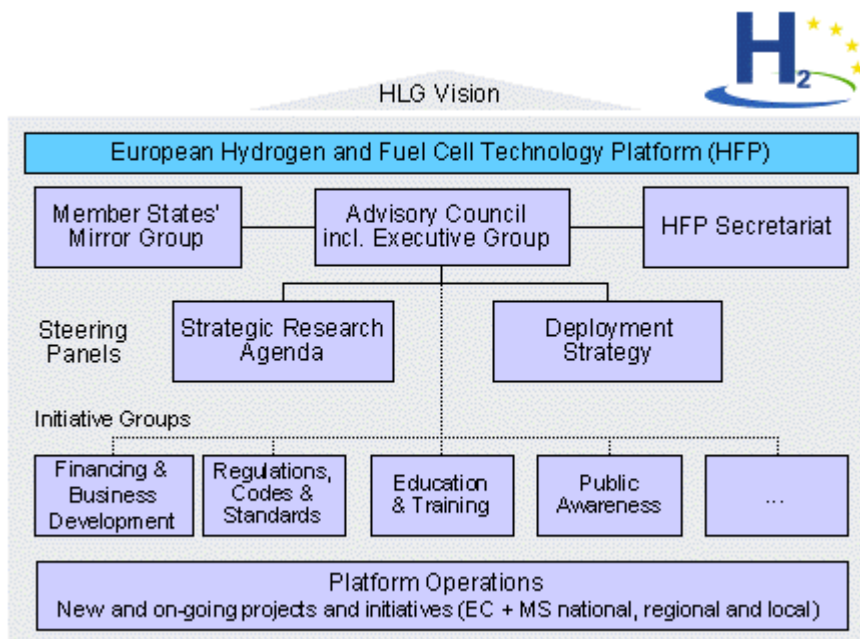 H2
HLG Vision
European Hydrogen and Fuel Cell Technology Platform (HFP)
Member States'
Mirror Group
Advisory Council
incl. Executive Group
HFP Secretariat
Steering
Panels
Strategic Research
Agenda
Deployment
Strategy
Initiative Groups
Financing &
Business
Development
Regulations,
Codes &
Standards
Education
& Training
Public
Awareness
...
Platform Operations
New and on-going projects and initiatives (EC + MS national, regional and local)